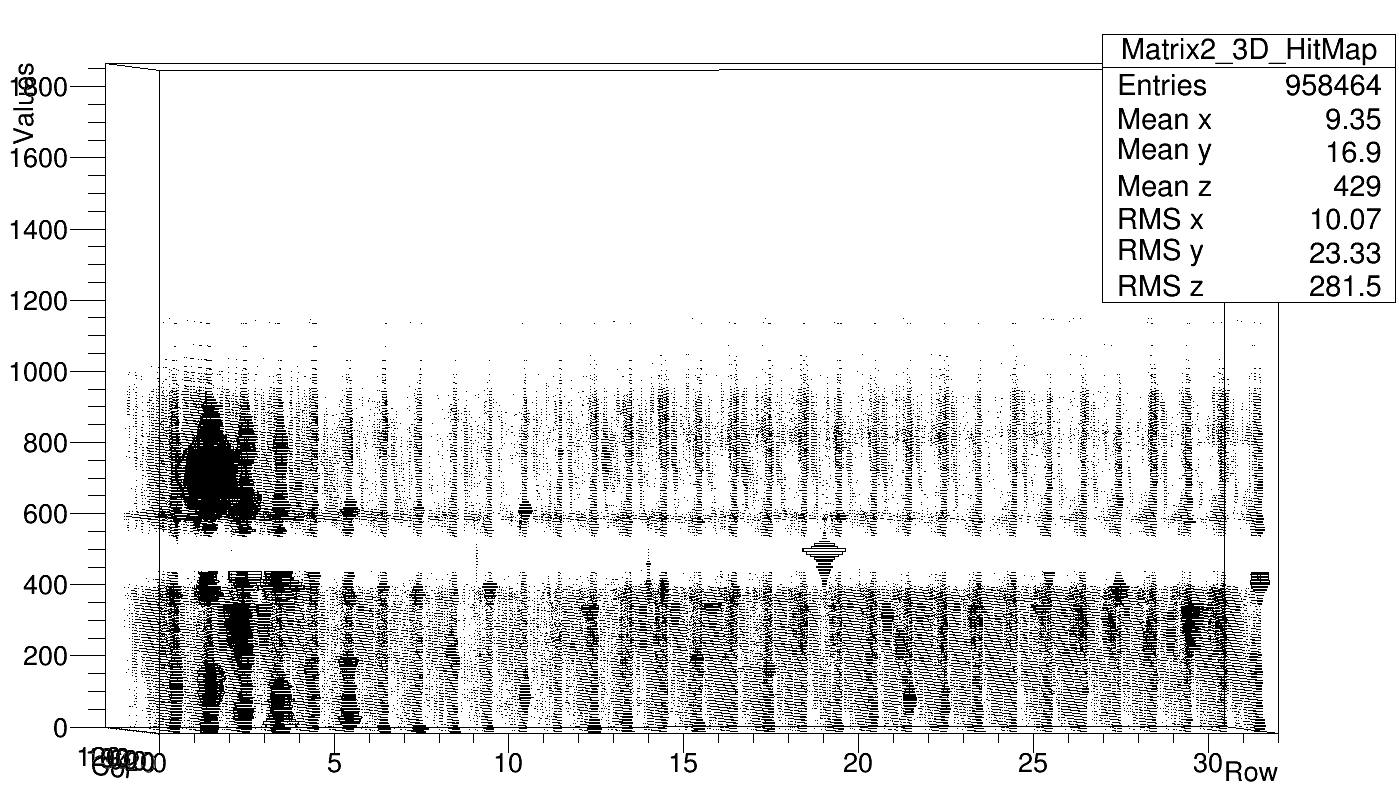 Matrix2_3D_HitMap
Entries 958464
Mean x 9.35
Mean y 16.9
Mean z 429
RMS x 10.07
RMS y 23.33
RMS z 281.5
Values
1800
1600
1400
1200
1000
800
600
400
200
0
0 5 10 15 20 25 30
Row